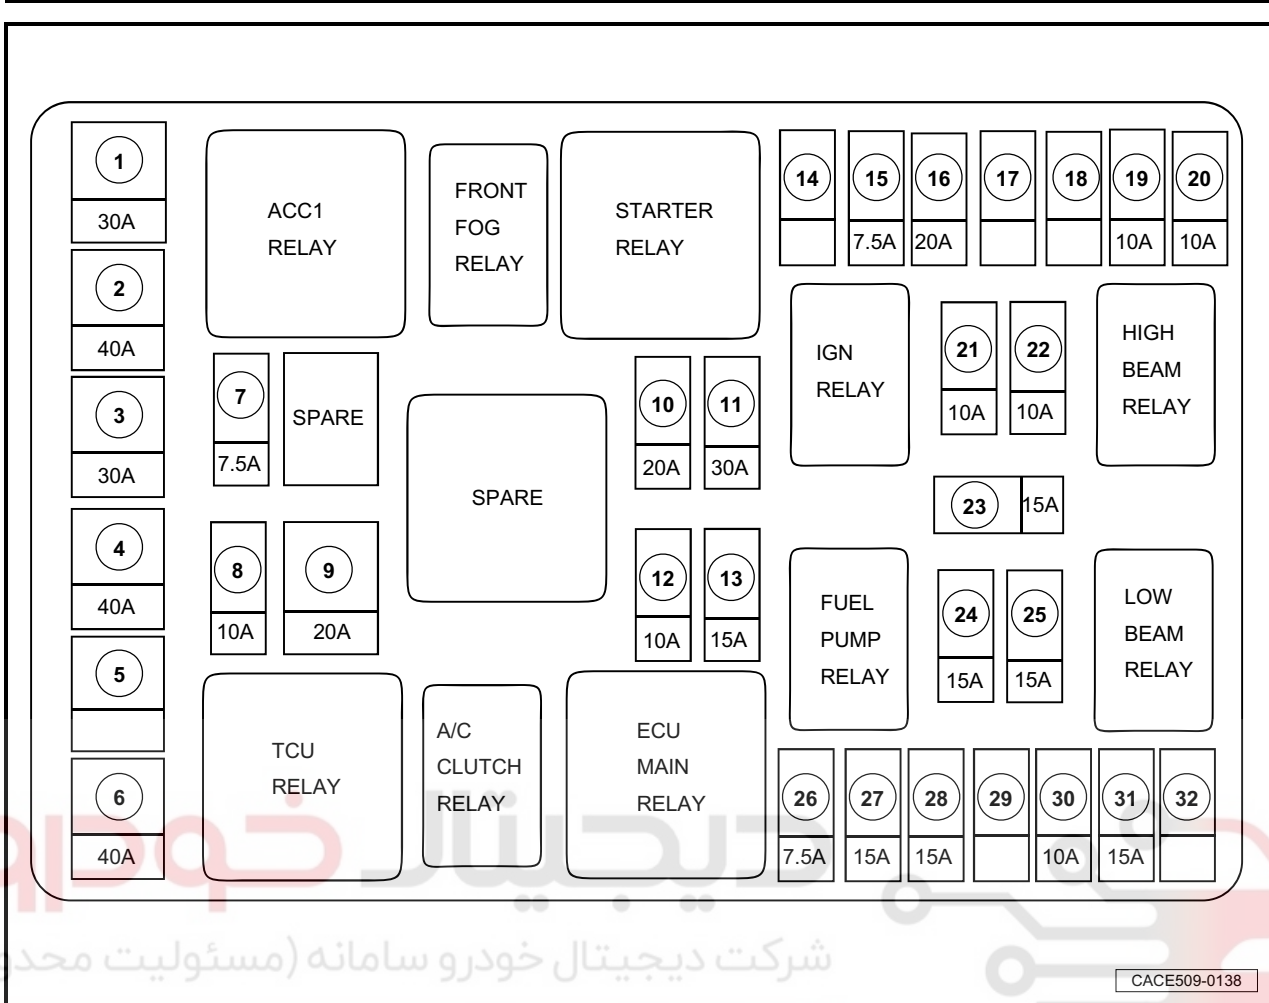 1
30A
2
40A
3
30A
4
40A
5
6
40A
ACC1
RELAY
FRONT
FOG
RELAY
STARTER
RELAY
7
7.5A
SPARE
SPARE
8
10A
9
20A
10
20A
11
30A
12
10A
13
15A
TCU
RELAY
A/C
CLUTCH
RELAY
ECU
MAIN
RELAY
14
15
7.5A
16
20A
17
18
19
10A
20
10A
IGN
RELAY
21
10A
22
10A
HIGH
BEAM
RELAY
23
15A
FUEL
PUMP
RELAY
24
15A
25
15A
LOW
BEAM
RELAY
26
7.5A
27
15A
28
15A
29
30
10A
31
15A
32
دیجیتال خودرو
شرکت دیجیتال خودرو سامانه (مسئولیت
CACE509-0138